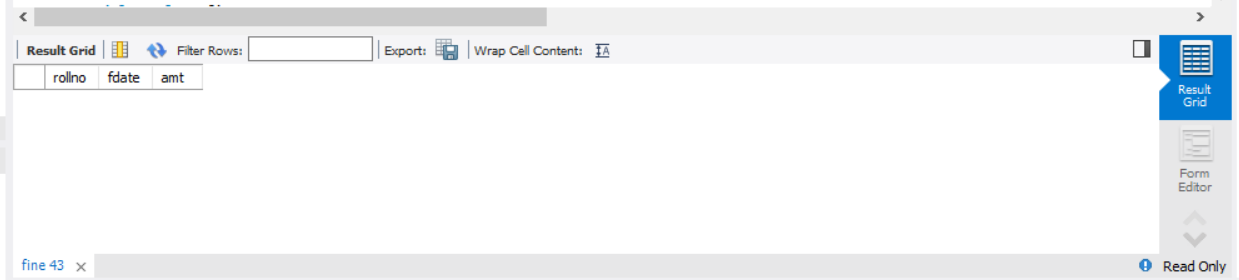 Result Grid Filter Rows: Export: Wrap Cell Content: IA
rollno fdate amt
Result
Grid
Form
Editor
fine 43 × Read Only